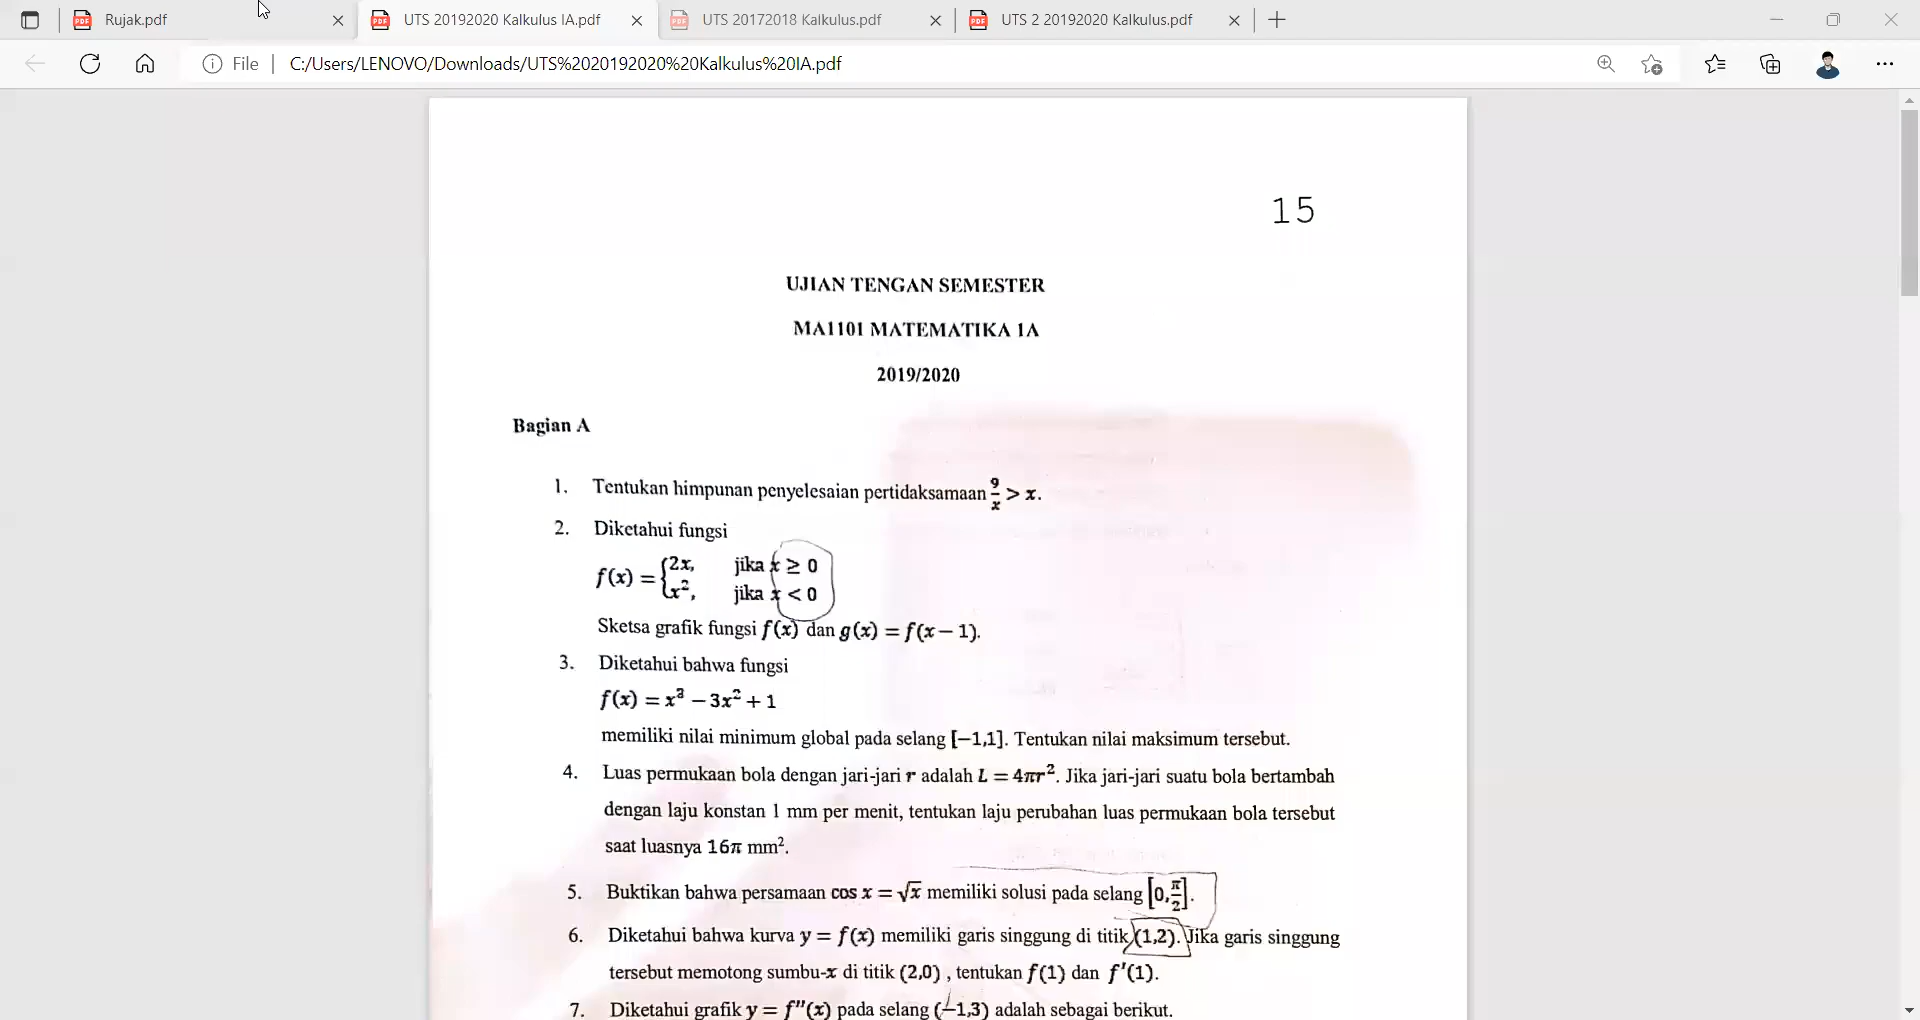 Rujak.pdf
UTS 20192020 Kalkulus IA.pdf
UTS 20172018 Kalkulus.pdf
UTS 2 20192020 Kalkulus.pdf
File
C:/Users/LENOVO/Downloads/UTS%2020192020%20Kalkulus%20IA.pdf
15
UJIAN TENGAN SEMESTER
MA1101 MATEMATIKA 1A
2019/2020
Bagian A
1. Tentukan himpunan penyelesaian pertidaksamaan 9/x > x.
2. Diketahui fungsi
f(x) = {2x, jika x ≥ 0
x², jika x < 0
Sketsa grafik fungsi f(x) dan g(x) = f(x − 1).
3. Diketahui bahwa fungsi
f(x) = x³ − 3x² + 1
memiliki nilai minimum global pada selang [−1,1]. Tentukan nilai maksimum tersebut.
4. Luas permukaan bola dengan jari-jari r adalah L = 4πr². Jika jari-jari suatu bola bertambah
dengan laju konstan 1 mm per menit, tentukan laju perubahan luas permukaan bola tersebut
saat luasnya 16π mm².
5. Buktikan bahwa persamaan cos x = √x memiliki solusi pada selang [0, π/2].
6. Diketahui bahwa kurva y = f(x) memiliki garis singgung di titik (1,2). Jika garis singgung
tersebut memotong sumbu-x di titik (2,0) , tentukan f(1) dan f'(1).
7. Diketahui grafik y = f''(x) pada selang (−1,3) adalah sebagai berikut.